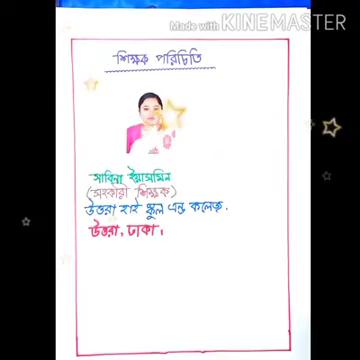 Made with KINEMASTER
শিক্ষক পরিচিতি
সাবিনা ইয়াসমিন
(সহকারী শিক্ষক)
উত্তরা হাই স্কুল এন্ড কলেজ.
উত্তরা, ঢাকা।